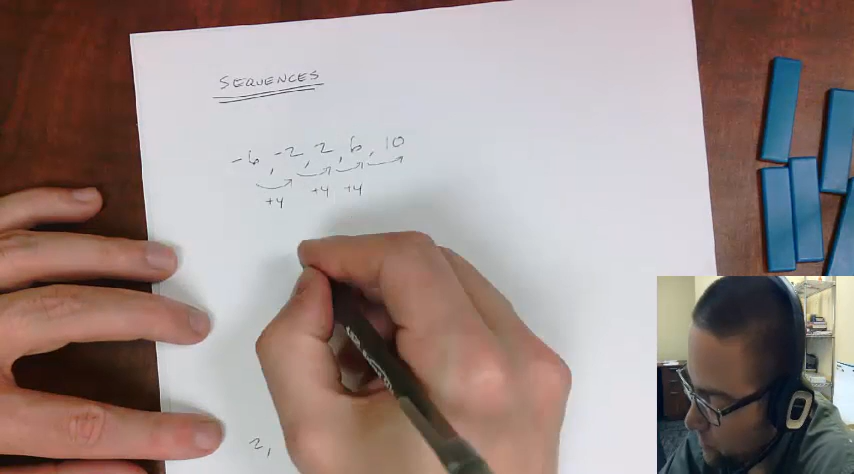 SEQUENCES
-6, -2, 2, 6, 10
+4 +4 +4
2,